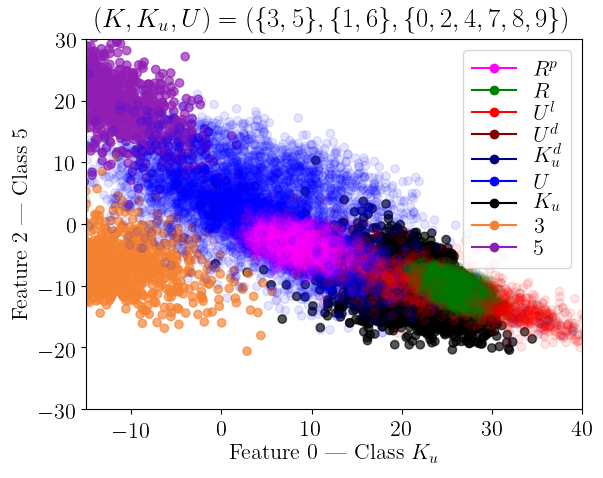 (K, K_u, U) = ({3, 5}, {1, 6}, {0, 2, 4, 7, 8, 9})
30
20
10
0
−10
−20
−30
Feature 2 — Class 5
R^p
R
U^l
U^d
K_u^d
U
K_u
3
5
−10
0
10
20
30
40
Feature 0 — Class K_u